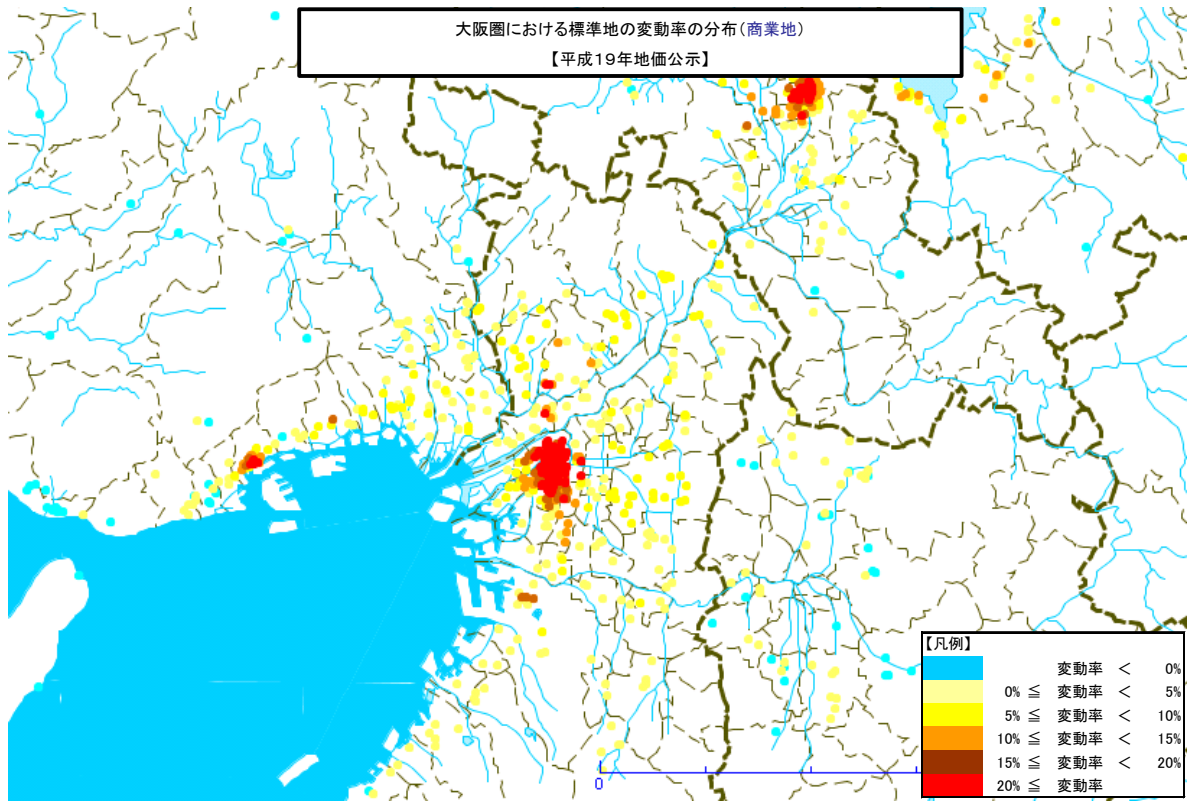 大阪圏における標準地の変動率の分布(商業地)
【平成19年地価公示】
【凡例】
変動率 < 0%
0% ≦ 変動率 < 5%
5% ≦ 変動率 < 10%
10% ≦ 変動率 < 15%
15% ≦ 変動率 < 20%
20% ≦ 変動率
0